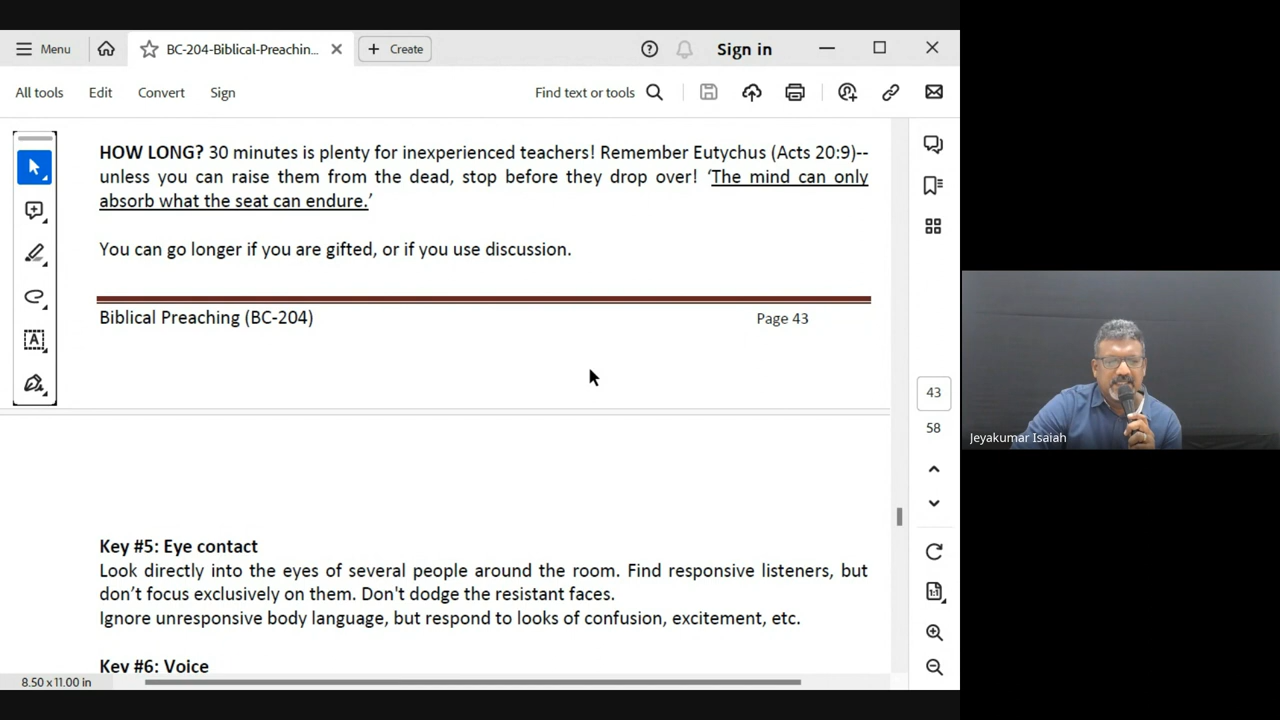 Menu
BC-204-Biblical-Preachin...
Create
Sign in
All tools
Edit
Convert
Sign
Find text or tools
HOW LONG? 30 minutes is plenty for inexperienced teachers! Remember Eutychus (Acts 20:9)--
unless you can raise them from the dead, stop before they drop over! ‘The mind can only
absorb what the seat can endure.’
You can go longer if you are gifted, or if you use discussion.
Biblical Preaching (BC-204)
Page 43
43
58
Key #5: Eye contact
Look directly into the eyes of several people around the room. Find responsive listeners, but
don’t focus exclusively on them. Don't dodge the resistant faces.
Ignore unresponsive body language, but respond to looks of confusion, excitement, etc.
Key #6: Voice
8.50 x 11.00 in
Jeyakumar Isaiah